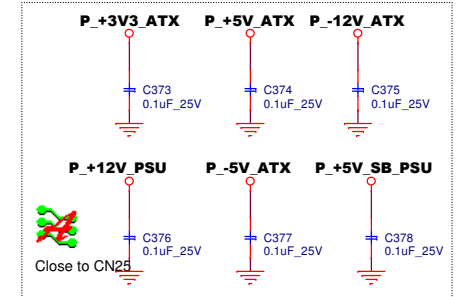 P_+3V3_ATX P_+5V_ATX P_-12V_ATX
C373 C374 C375
0.1uF_25V 0.1uF_25V 0.1uF_25V
P_+12V_PSU P_-5V_ATX P_+5V_SB_PSU
C376 C377 C378
0.1uF_25V 0.1uF_25V 0.1uF_25V
Close to CN25